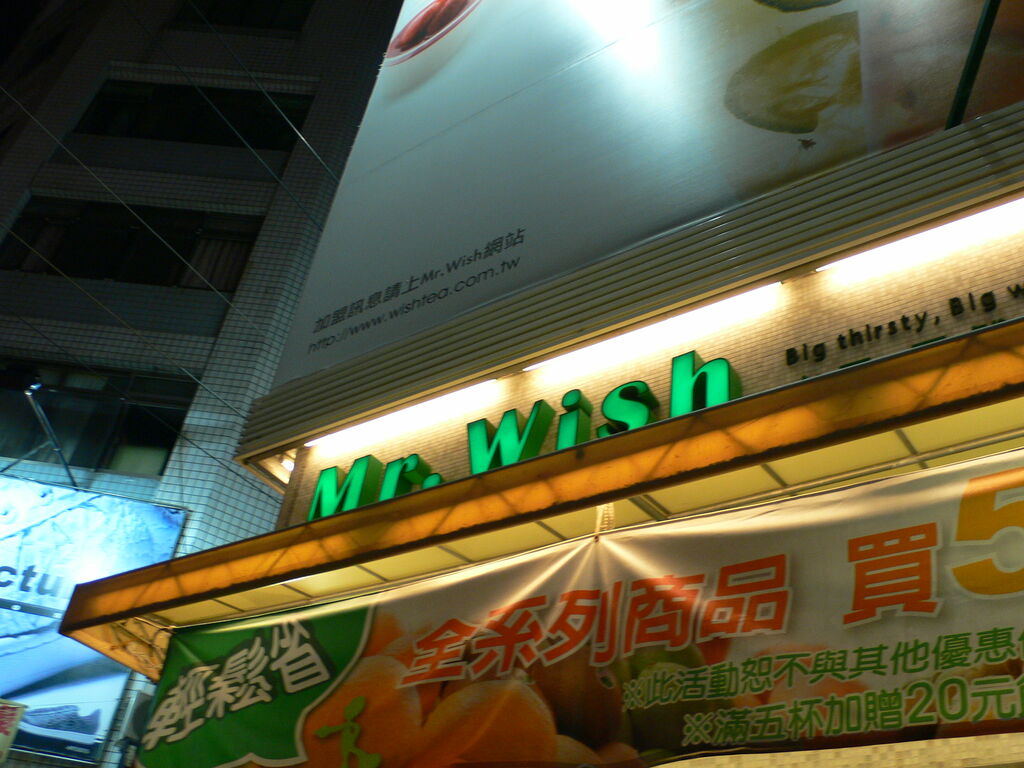 加盟訊息請上Mr.Wish網站
http://www.wishtea.com.tw
Big thirsty, Big w
Mr. Wish
ctu
輕鬆省
全系列商品 買5
※此活動恕不與其他優惠
※滿五杯加贈20元